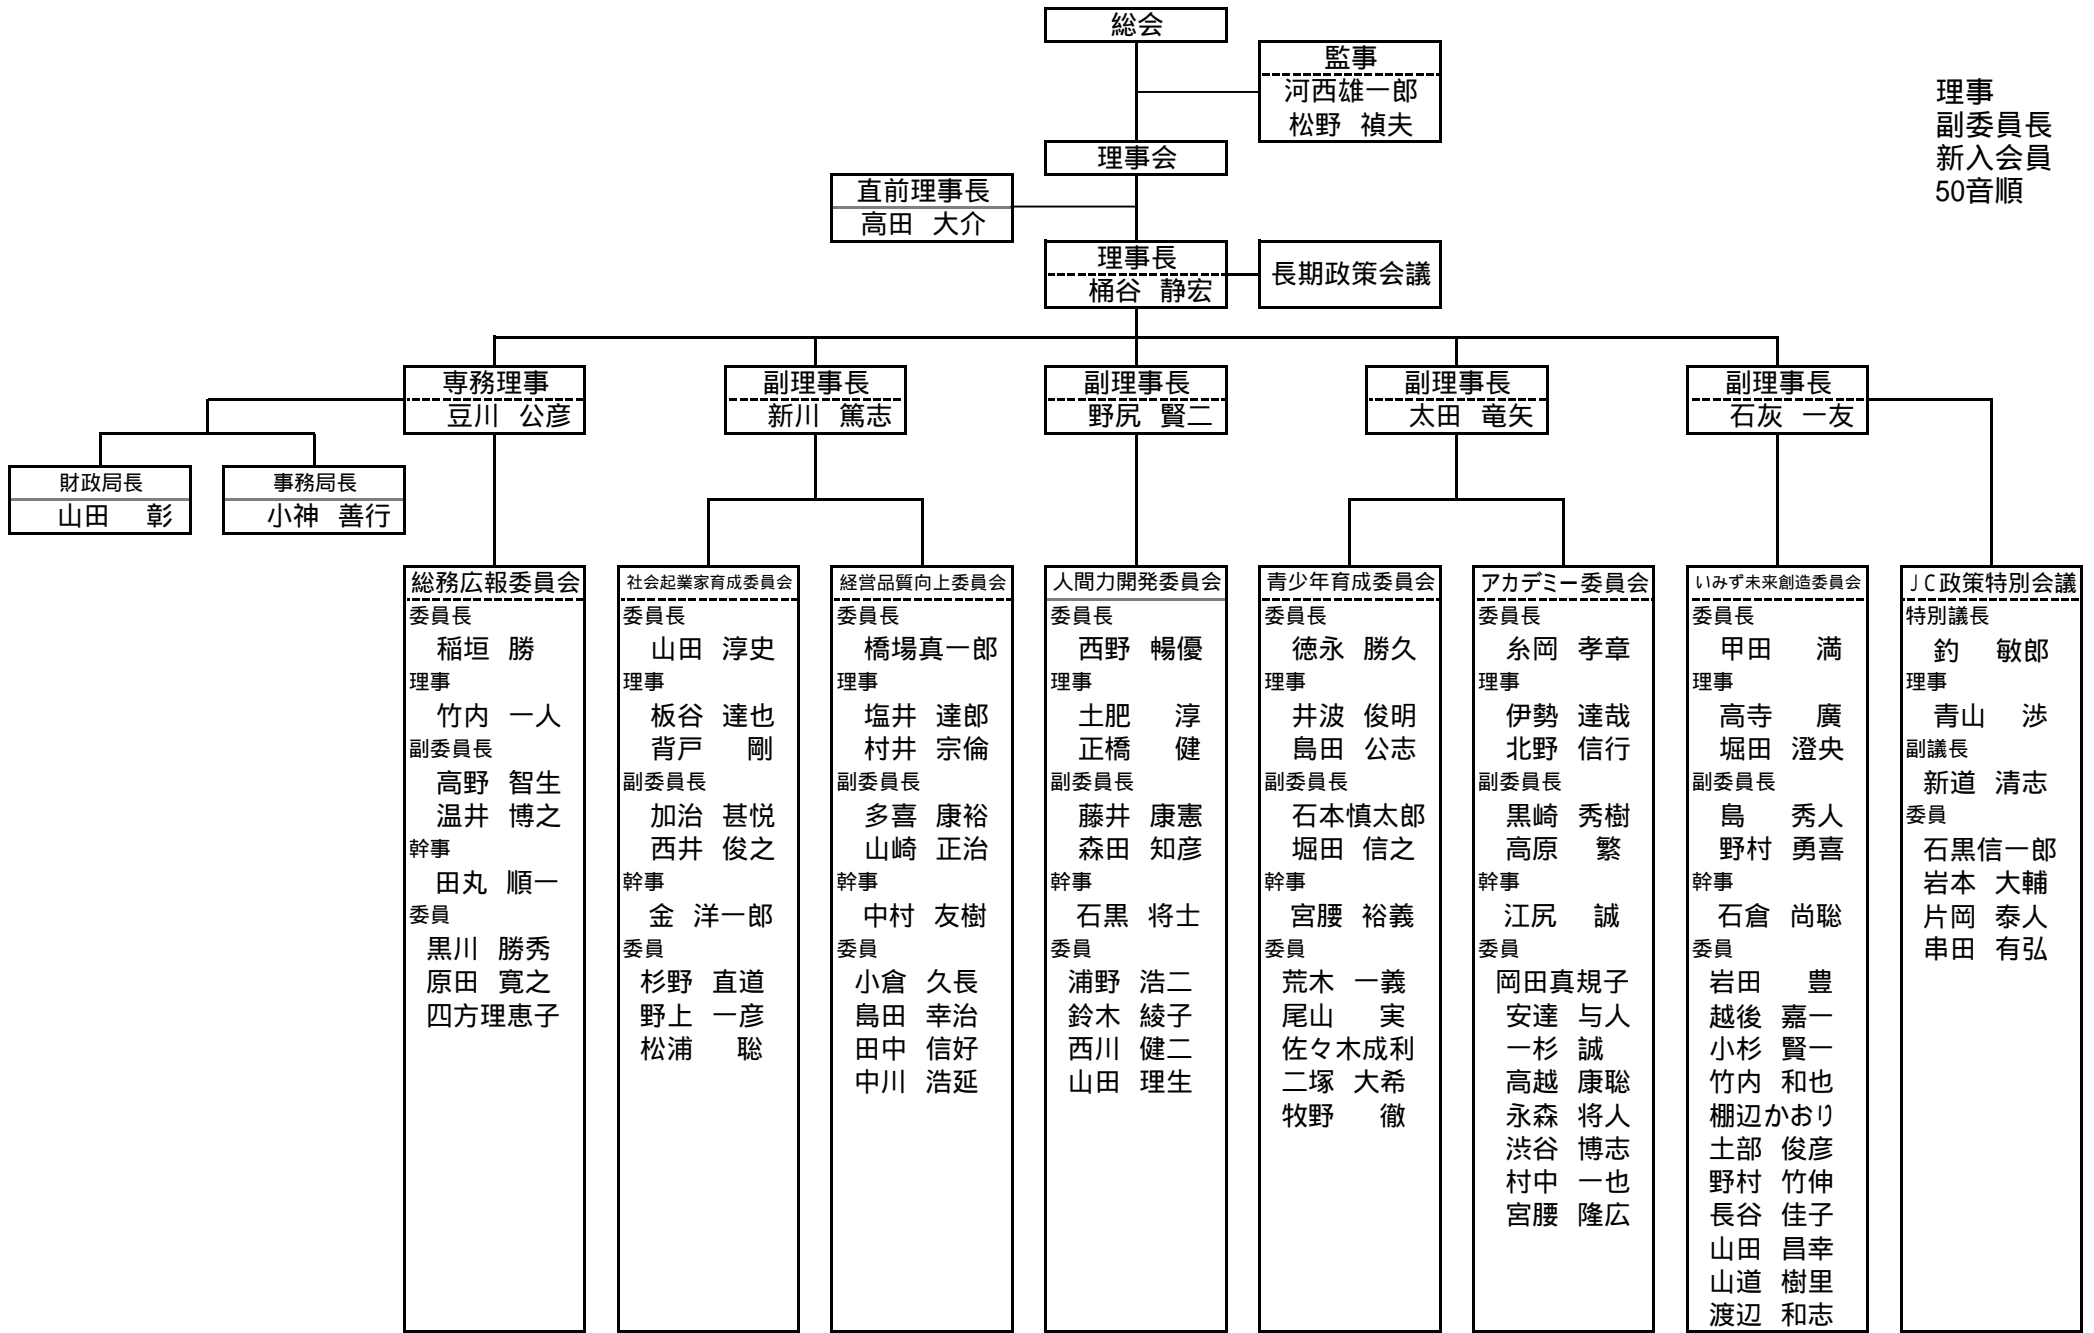 総会
監事
河西雄一郎
松野 禎夫
理事
副委員長
新入会員
50音順
理事会
直前理事長
高田 大介
理事長
桶谷 静宏
長期政策会議
専務理事
豆川 公彦
副理事長
新川 篤志
副理事長
野尻 賢二
副理事長
太田 竜矢
副理事長
石灰 一友
財政局長
山田 彰
事務局長
小神 善行
総務広報委員会
委員長
稲垣 勝
理事
竹内 一人
副委員長
高野 智生
温井 博之
幹事
田丸 順一
委員
黒川 勝秀
原田 寛之
四方理恵子
社会起業家育成委員会
委員長
山田 淳史
理事
板谷 達也
背戸 剛
副委員長
加治 甚悦
西井 俊之
幹事
金 洋一郎
委員
杉野 直道
野上 一彦
松浦 聡
経営品質向上委員会
委員長
橋場真一郎
理事
塩井 達郎
村井 宗倫
副委員長
多喜 康裕
山崎 正治
幹事
中村 友樹
委員
小倉 久長
島田 幸治
田中 信好
中川 浩延
人間力開発委員会
委員長
西野 暢優
理事
土肥 淳
正橋 健
副委員長
藤井 康憲
森田 知彦
幹事
石黒 将士
委員
浦野 浩二
鈴木 綾子
西川 健二
山田 理生
青少年育成委員会
委員長
徳永 勝久
理事
井波 俊明
島田 公志
副委員長
石本慎太郎
堀田 信之
幹事
宮腰 裕義
委員
荒木 一義
尾山 実
佐々木成利
二塚 大希
牧野 徹
アカデミー委員会
委員長
糸岡 孝章
理事
伊勢 達哉
北野 信行
副委員長
黒崎 秀樹
高原 繁
幹事
江尻 誠
委員
岡田真規子
安達 与人
一杉 誠
高越 康聡
永森 将人
渋谷 博志
村中 一也
宮腰 隆広
いみず未来創造委員会
委員長
甲田 満
理事
高寺 廣
堀田 澄央
副委員長
島 秀人
野村 勇喜
幹事
石倉 尚聡
委員
岩田 豊
越後 嘉一
小杉 賢一
竹内 和也
棚辺かおり
土部 俊彦
野村 竹伸
長谷 佳子
山田 昌幸
山道 樹里
渡辺 和志
JC政策特別会議
特別議長
釣 敏郎
理事
青山 渉
副議長
新道 清志
委員
石黒信一郎
岩本 大輔
片岡 泰人
串田 有弘